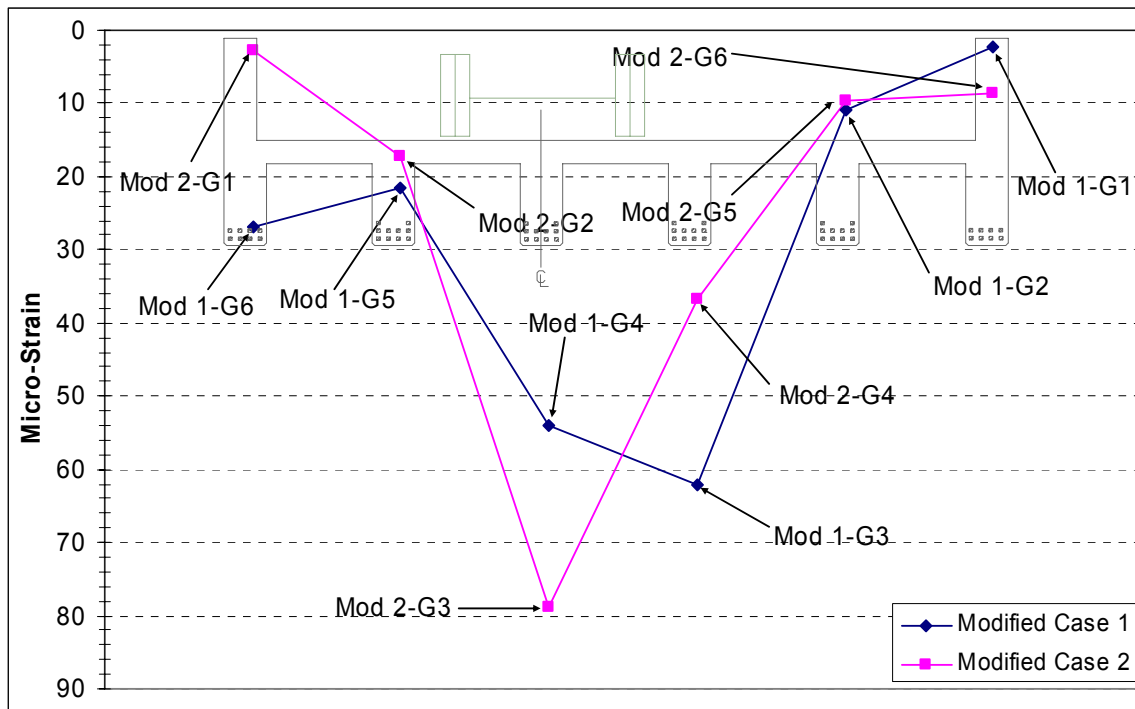 0
10
20
30
40
50
60
70
80
90
Micro-Strain
Mod 2-G6
Mod 2-G1
Mod 2-G2
Mod 2-G5
Mod 1-G1
Mod 1-G6
Mod 1-G5
Mod 1-G2
℄
Mod 1-G4
Mod 2-G4
Mod 1-G3
Mod 2-G3
Modified Case 1
Modified Case 2